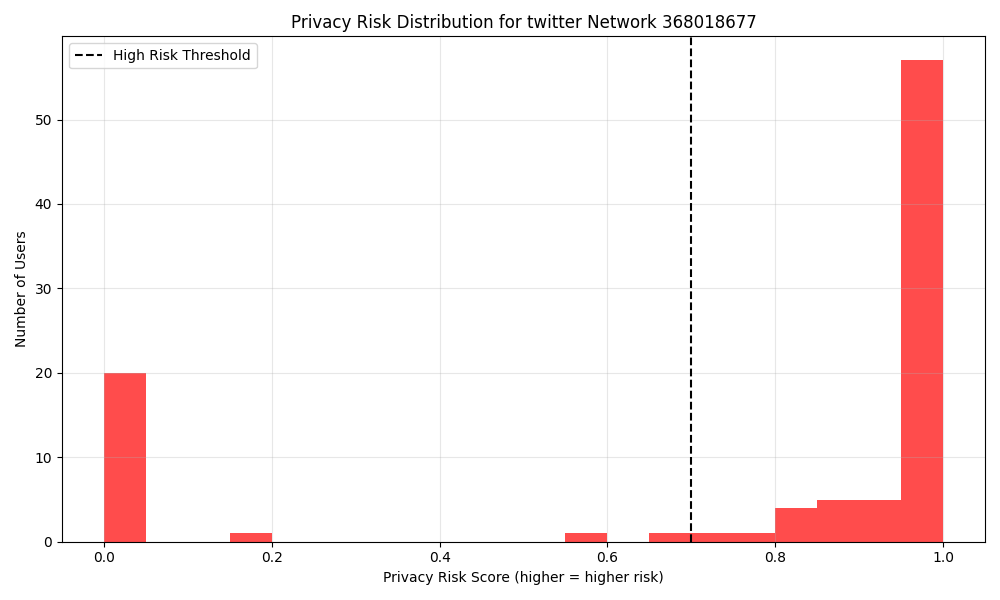 Privacy Risk Distribution for twitter Network 368018677
High Risk Threshold
Number of Users
50
40
30
20
10
0
0.0 0.2 0.4 0.6 0.8 1.0
Privacy Risk Score (higher = higher risk)